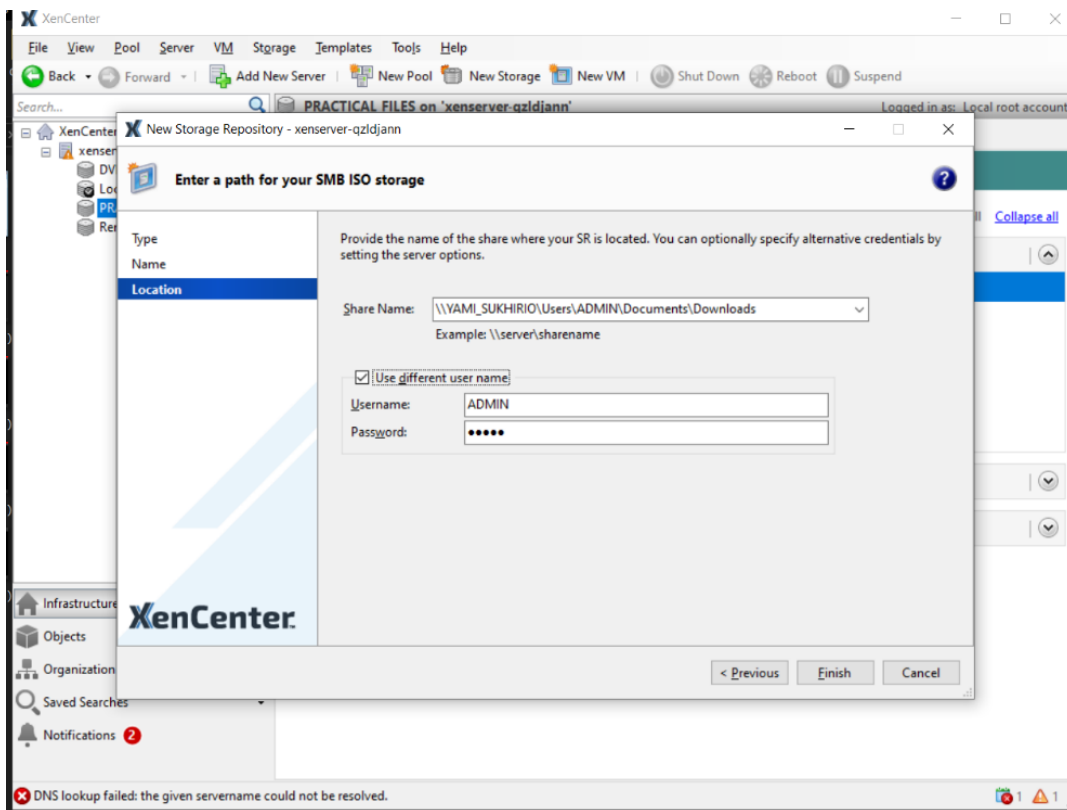 XenCenter
File View Pool Server VM Storage Templates Tools Help
Back Forward Add New Server New Pool New Storage New VM Shut Down Reboot Suspend
Search... PRACTICAL FILES on 'xenserver-qzldjann' Logged in as: Local root account
XenCenter
xenser
DV
Loc
PRA
Rer
Collapse all
New Storage Repository - xenserver-qzldjann
Enter a path for your SMB ISO storage
Type
Name
Location
Provide the name of the share where your SR is located. You can optionally specify alternative credentials by
setting the server options.
Share Name: \\YAMI_SUKHIRIO\Users\ADMIN\Documents\Downloads
Example: \\server\sharename
Use different user name
Username: ADMIN
Password: •••••
XenCenter
< Previous Finish Cancel
Infrastructure
Objects
Organization
Saved Searches
Notifications 2
DNS lookup failed: the given servername could not be resolved. 1 1